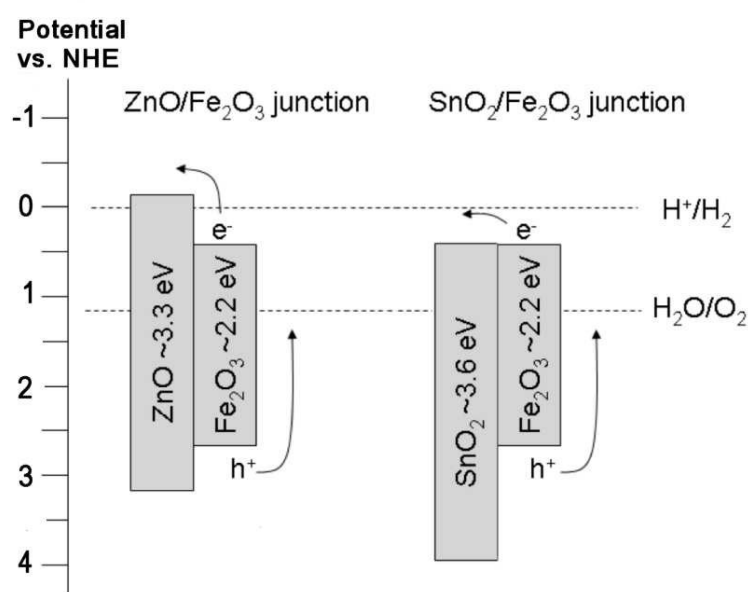 Potential
vs. NHE
ZnO/Fe₂O₃ junction
SnO₂/Fe₂O₃ junction
-1
0
1
2
3
4
H⁺/H₂
H₂O/O₂
e⁻
ZnO ~3.3 eV
Fe₂O₃ ~2.2 eV
h⁺
e⁻
SnO₂ ~3.6 eV
Fe₂O₃ ~2.2 eV
h⁺